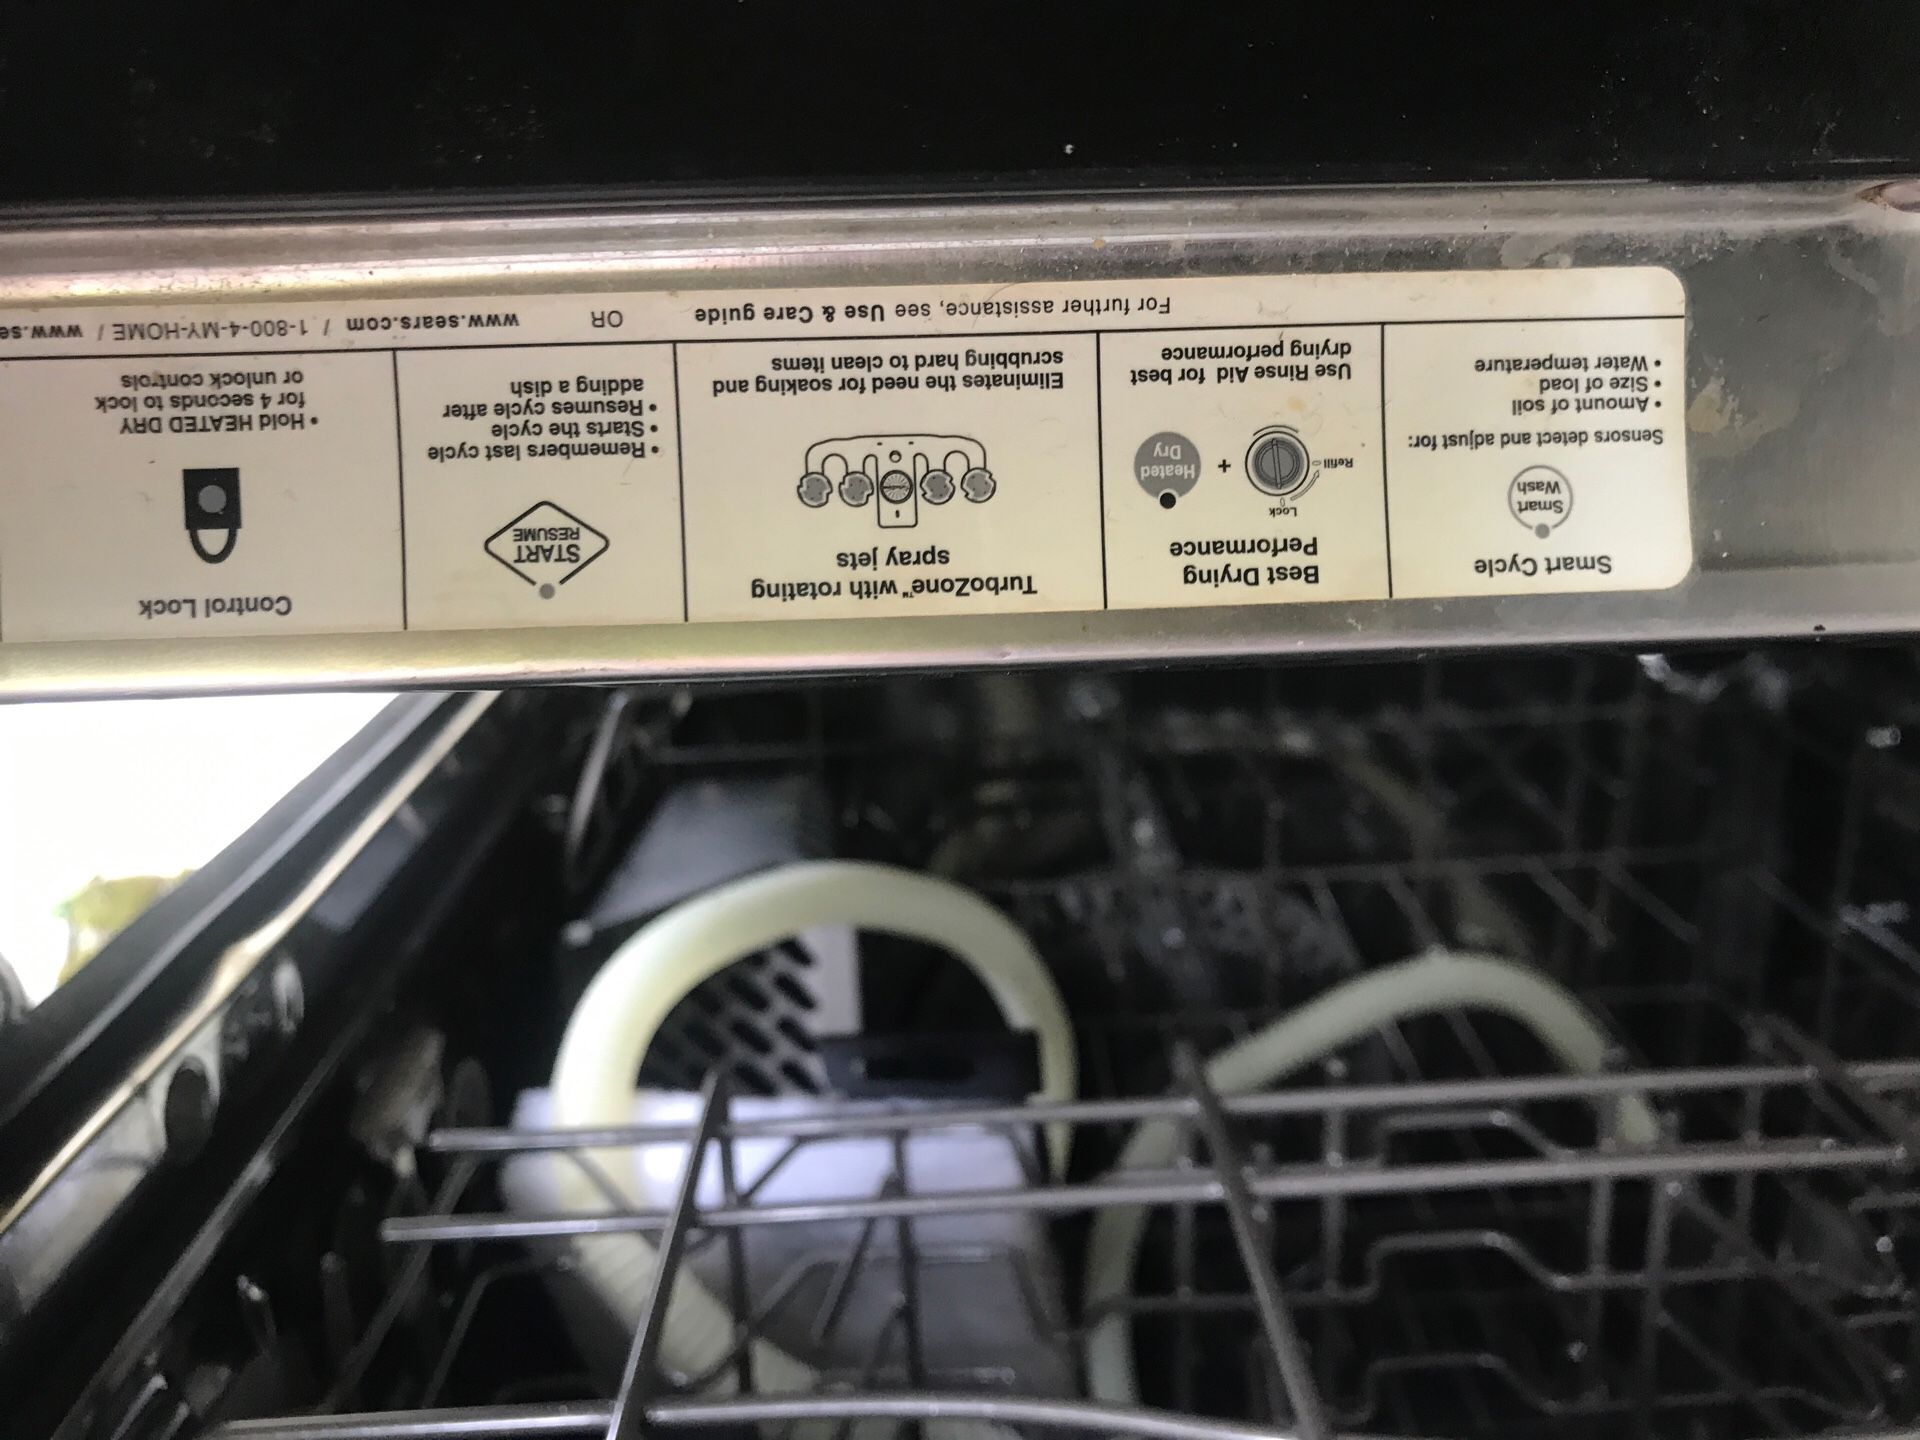 Smart Cycle
Smart
Wash
Sensors detect and adjust for:
• Amount of soil
• Size of load
• Water temperature
Best Drying
Performance
Lock
Refill
+
Heated
Dry
Use Rinse Aid for best
drying performance
TurboZone™ with rotating
spray jets
Eliminates the need for soaking and
scrubbing hard to clean items
START
RESUME
• Remembers last cycle
• Starts the cycle
• Resumes cycle after
adding a dish
Control Lock
• Hold HEATED DRY
for 4 seconds to lock
or unlock controls
For further assistance, see Use & Care guide OR www.sears.com / 1-800-4-MY-HOME / www.se